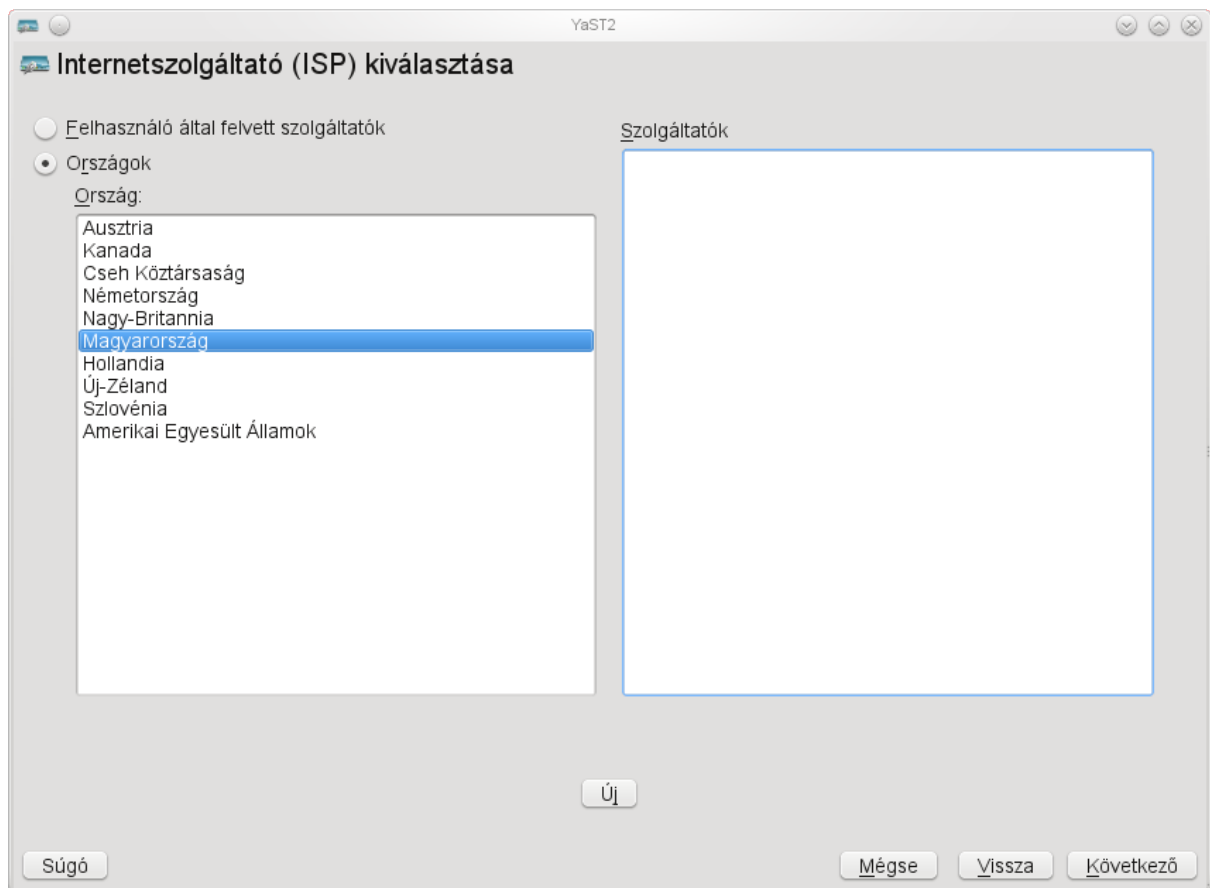 YaST2
Internetszolgáltató (ISP) kiválasztása
Felhasználó által felvett szolgáltatók
Országok
Ország:
Ausztria
Kanada
Cseh Köztársaság
Németország
Nagy-Britannia
Magyarország
Hollandia
Új-Zéland
Szlovénia
Amerikai Egyesült Államok
Szolgáltatók
Új
Súgó
Mégse
Vissza
Következő